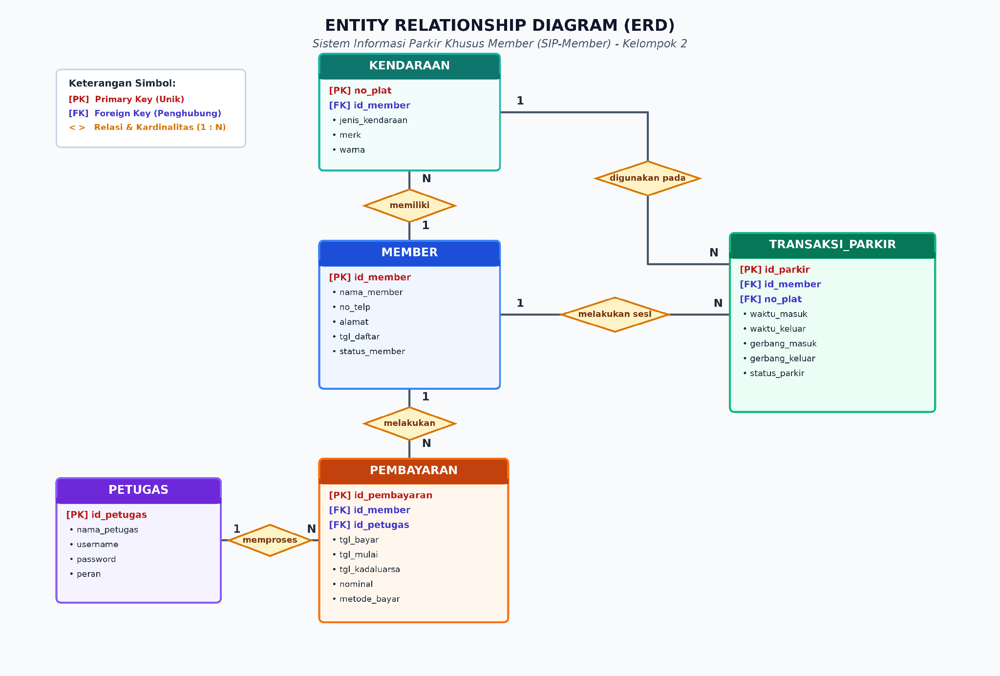 ENTITY RELATIONSHIP DIAGRAM (ERD)
Sistem Informasi Parkir Khusus Member (SIP-Member) - Kelompok 2
Keterangan Simbol:
[PK]  Primary Key (Unik)
[FK]  Foreign Key (Penghubung)
< >   Relasi & Kardinalitas (1 : N)
KENDARAAN
[PK] no_plat
[FK] id_member
• jenis_kendaraan
• merk
• warna
1
digunakan pada
N
N
memiliki
1
MEMBER
[PK] id_member
• nama_member
• no_telp
• alamat
• tgl_daftar
• status_member
1
melakukan sesi
N
TRANSAKSI_PARKIR
[PK] id_parkir
[FK] id_member
[FK] no_plat
• waktu_masuk
• waktu_keluar
• gerbang_masuk
• gerbang_keluar
• status_parkir
1
melakukan
N
PETUGAS
[PK] id_petugas
• nama_petugas
• username
• password
• peran
1
memproses
N
PEMBAYARAN
[PK] id_pembayaran
[FK] id_member
[FK] id_petugas
• tgl_bayar
• tgl_mulai
• tgl_kadaluarsa
• nominal
• metode_bayar